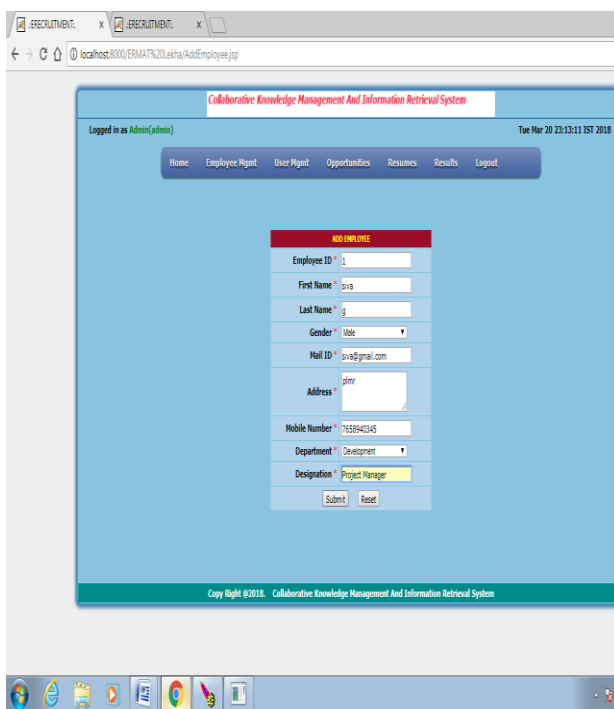 :ERECRUITMENT: x :ERECRUITMENT: x
localhost:8000/ERMAT%20Lekha/AddEmployee.jsp
Collaborative Knowledge Management And Information Retrieval System
Logged in as Admin(admin) Tue Mar 20 23:13:11 IST 2018
Home Employee Mgmt User Mgmt Opportunities Resumes Results Logout
ADD EMPLOYEE
Employee ID * 1
First Name * siva
Last Name * g
Gender * Male
Mail ID * siva@gmail.com
Address * plmr
Mobile Number * 7658940345
Department * Development
Designation * Project Manager
Submit Reset
Copy Right @2018. Collaborative Knowledge Management And Information Retrieval System